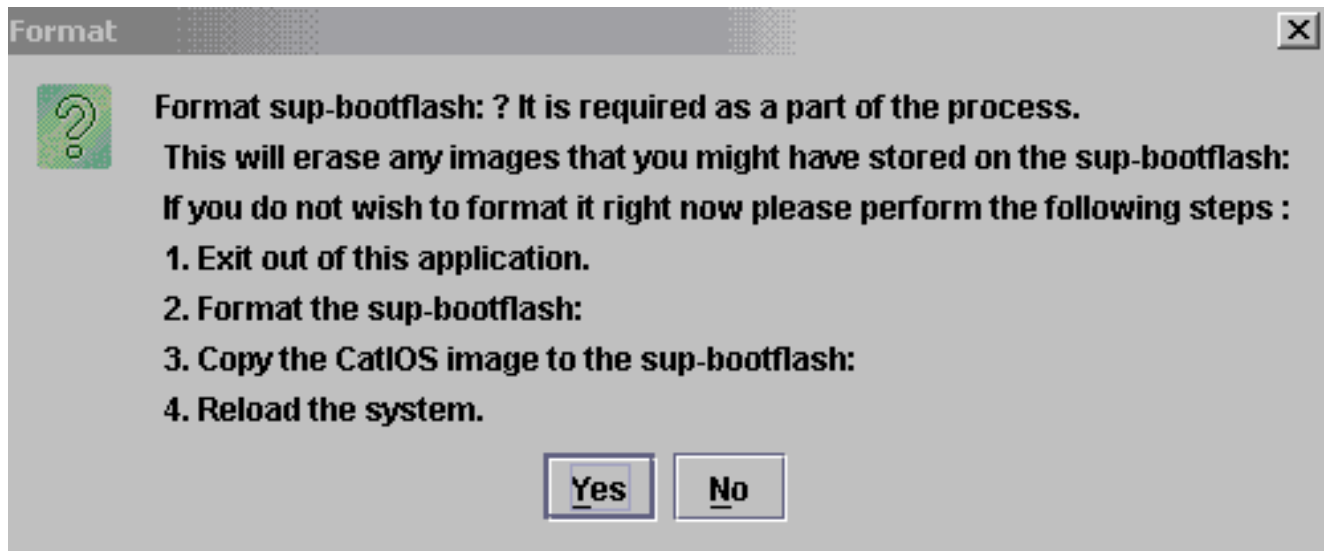 Format
Format sup-bootflash: ? It is required as a part of the process.
This will erase any images that you might have stored on the sup-bootflash:
If you do not wish to format it right now please perform the following steps :
1. Exit out of this application.
2. Format the sup-bootflash:
3. Copy the CatIOS image to the sup-bootflash:
4. Reload the system.
Yes No